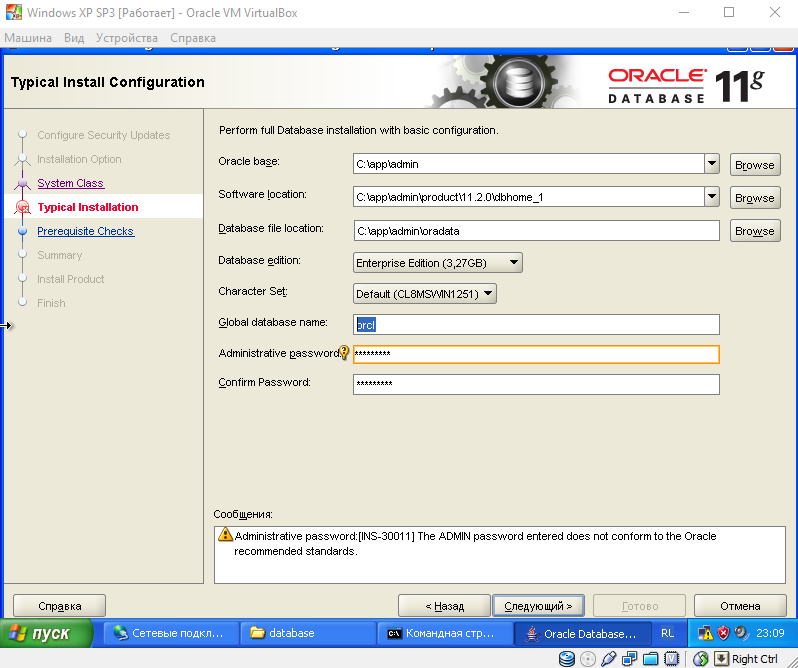 Windows XP SP3 [Работает] - Oracle VM VirtualBox
Машина Вид Устройства Справка
Typical Install Configuration
ORACLE
DATABASE 11g
Configure Security Updates
Installation Option
System Class
Typical Installation
Prerequisite Checks
Summary
Install Product
Finish
Perform full Database installation with basic configuration.
Oracle base: C:\app\admin Browse
Software location: C:\app\admin\product\11.2.0\dbhome_1 Browse
Database file location: C:\app\admin\oradata Browse
Database edition: Enterprise Edition (3,27GB)
Character Set: Default (CL8MSWIN1251)
Global database name: orcl
Administrative password: *********
Confirm Password: *********
Сообщения:
Administrative password:[INS-30011] The ADMIN password entered does not conform to the Oracle
recommended standards.
Справка < Назад Следующий > Готово Отмена
пуск Сетевые подкл... database Командная стр... Oracle Database... RL 23:09
Right Ctrl